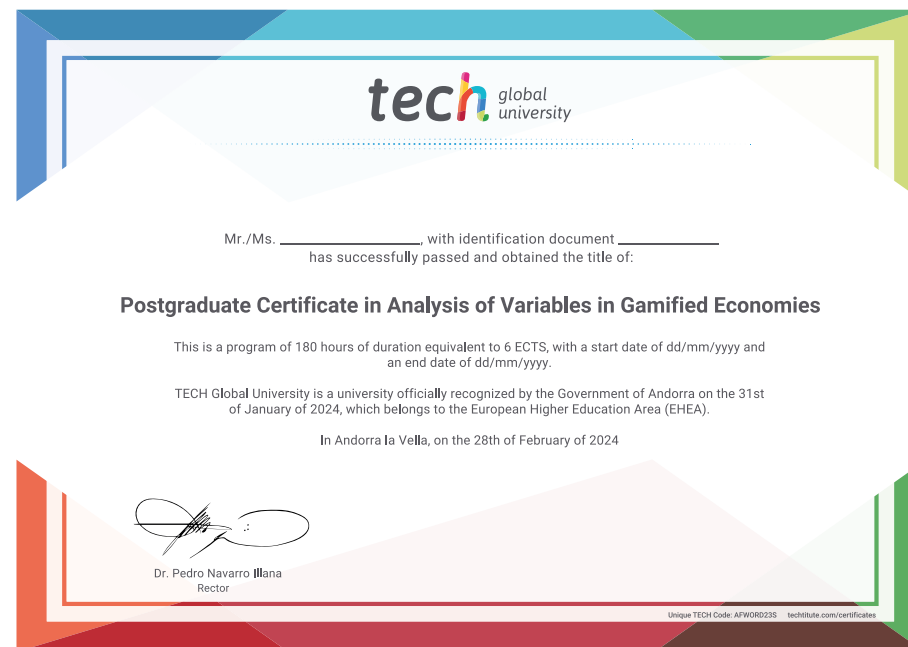 tech global university
Mr./Ms. ____________, with identification document ____________
has successfully passed and obtained the title of:
Postgraduate Certificate in Analysis of Variables in Gamified Economies
This is a program of 180 hours of duration equivalent to 6 ECTS, with a start date of dd/mm/yyyy and
an end date of dd/mm/yyyy.
TECH Global University is a university officially recognized by the Government of Andorra on the 31st
of January of 2024, which belongs to the European Higher Education Area (EHEA).
In Andorra la Vella, on the 28th of February of 2024
Dr. Pedro Navarro Illana
Rector
Unique TECH Code: AFWORD23S techtitute.com/certificates